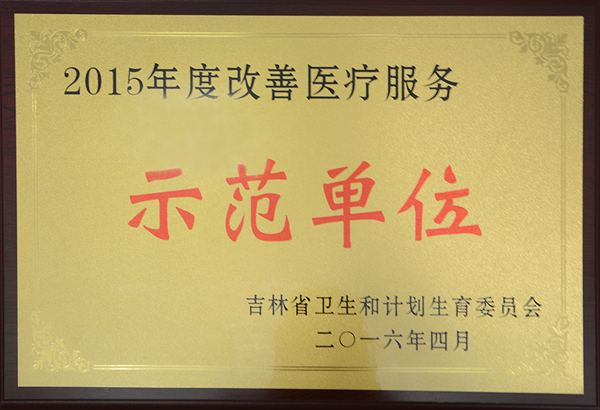 2015年度改善医疗服务
示范单位
吉林省卫生和计划生育委员会
二〇一六年四月